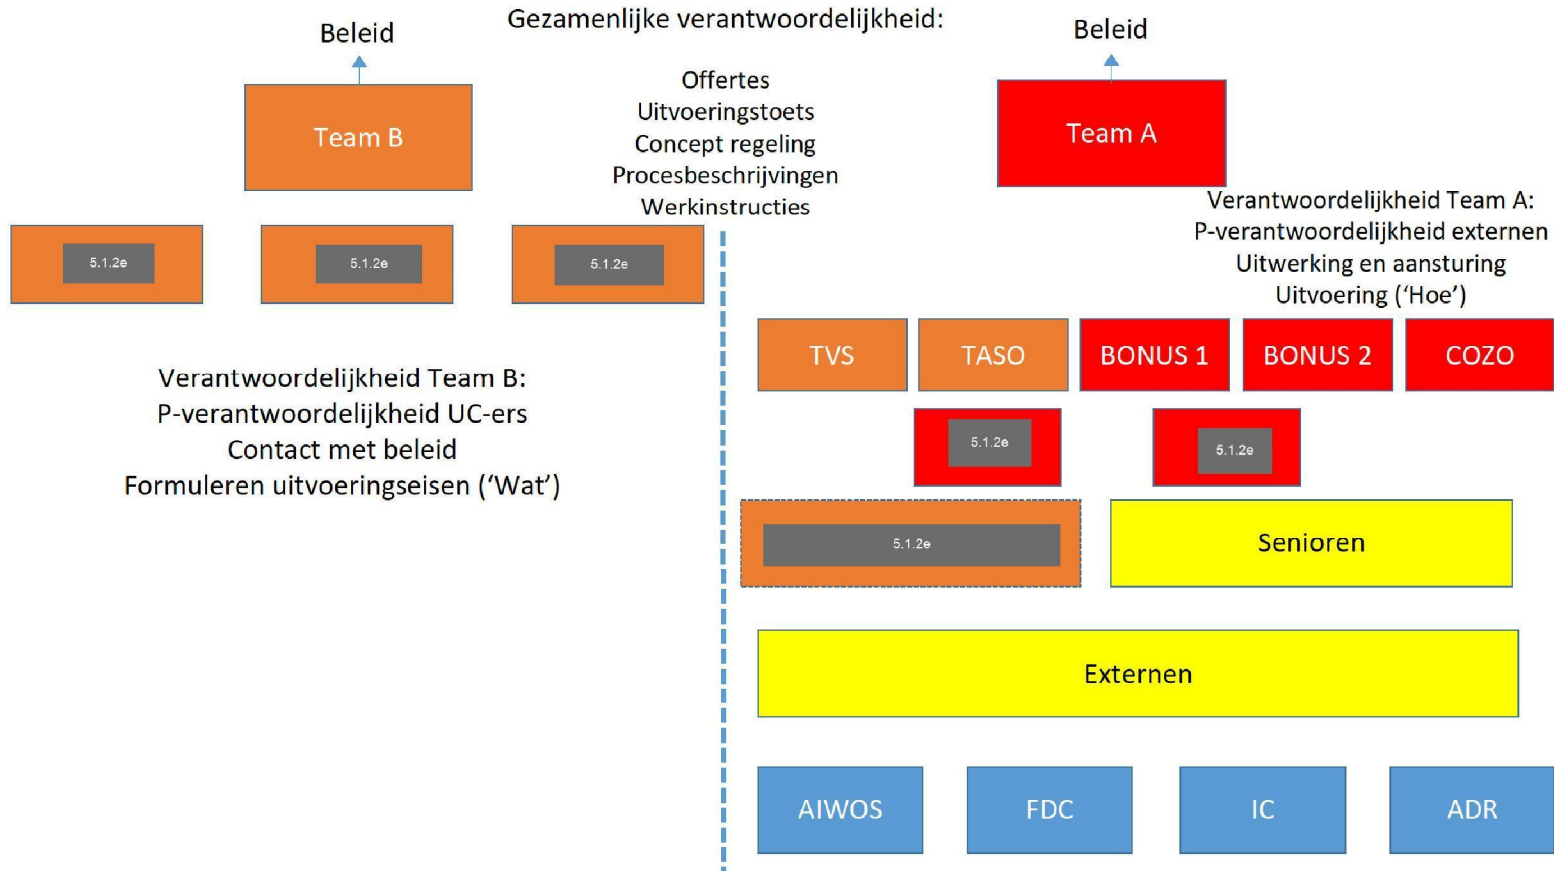 Gezamenlijke verantwoordelijkheid:
Beleid
Beleid
Team B
Team A
Offertes
Uitvoeringstoets
Concept regeling
Procesbeschrijvingen
Werkinstructies
Verantwoordelijkheid Team A:
P-verantwoordelijkheid externen
Uitwerking en aansturing
Uitvoering (‘Hoe’)
5.1.2e
5.1.2e
5.1.2e
Verantwoordelijkheid Team B:
P-verantwoordelijkheid UC-ers
Contact met beleid
Formuleren uitvoeringseisen (‘Wat’)
TVS
TASO
BONUS 1
BONUS 2
COZO
5.1.2e
5.1.2e
5.1.2e
Senioren
Externen
AIWOS
FDC
IC
ADR